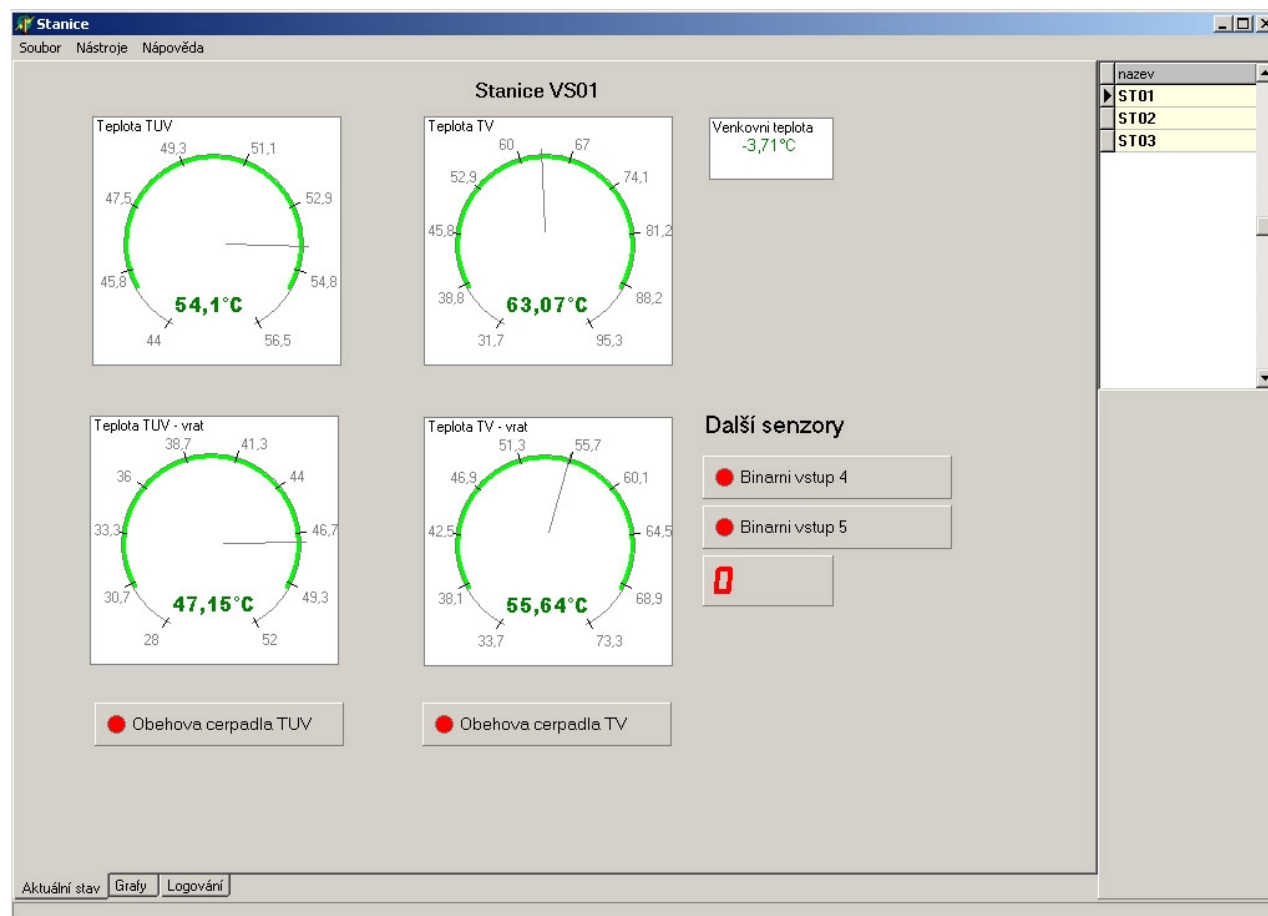 Stanice
Soubor Nástroje Nápověda
Stanice VS01
Teplota TUV
49,3 51,1
47,5 52,9
45,8 54,8
54,1°C
44 56,5
Teplota TV
60 67
52,9 74,1
45,8 81,2
38,8 88,2
63,07°C
31,7 95,3
Venkovni teplota
-3,71°C
nazev
ST01
ST02
ST03
Teplota TUV - vrat
38,7 41,3
36 44
33,3 46,7
30,7 49,3
47,15°C
28 52
Teplota TV - vrat
51,3 55,7
46,9 60,1
42,5 64,5
38,1 68,9
55,64°C
33,7 73,3
Další senzory
Binarni vstup 4
Binarni vstup 5
0
Obehova cerpadla TUV
Obehova cerpadla TV
Aktuální stav Grafy Logování